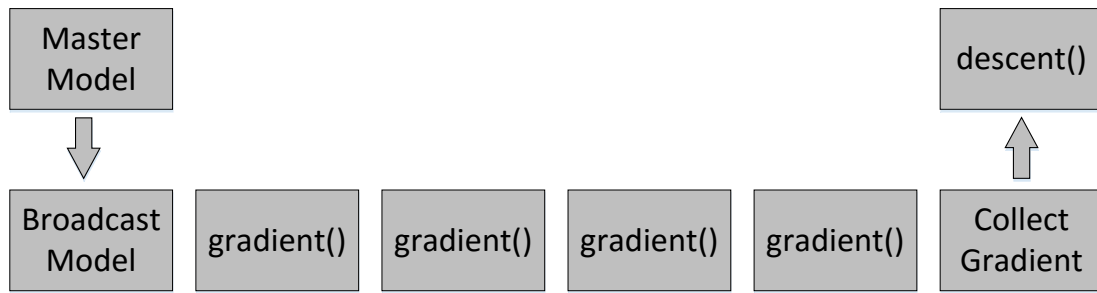 Master
Model
descent()
Broadcast
Model
gradient()
gradient()
gradient()
gradient()
Collect
Gradient